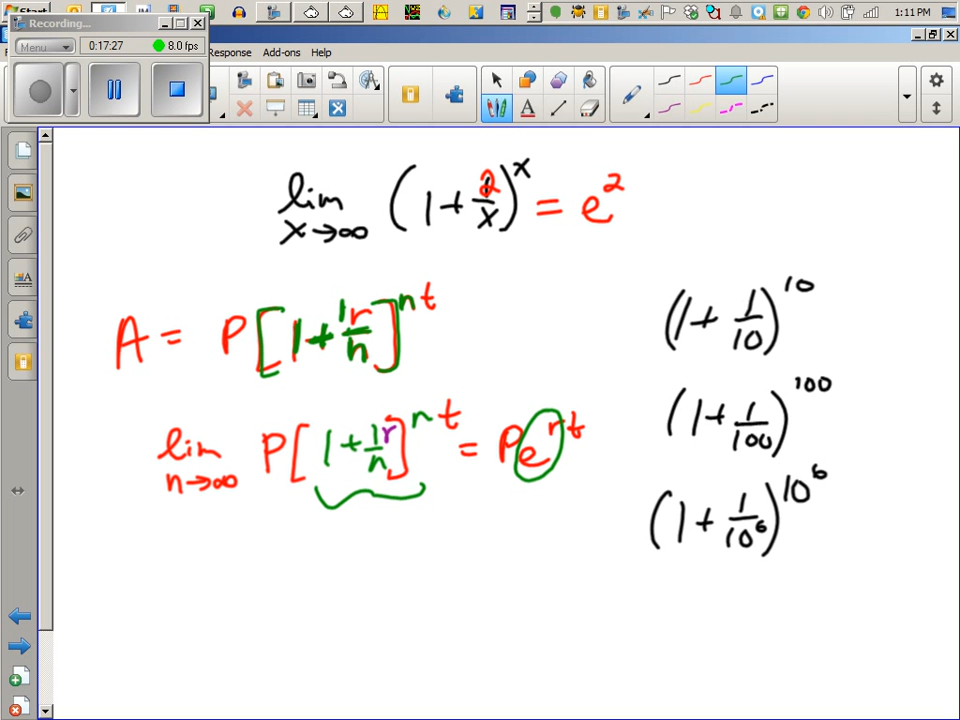 Start
1:11 PM
Recording...
Menu
0:17:27
8.0 fps
Response Add-ons Help
lim x→∞ (1 + 2/x)^x = e^2
A = P[1 + 1r/n]^nt
lim n→∞ P[1 + 1r/n]^nt = Pe^rt
(1 + 1/10)^10
(1 + 1/100)^100
(1 + 1/10^6)^10^6